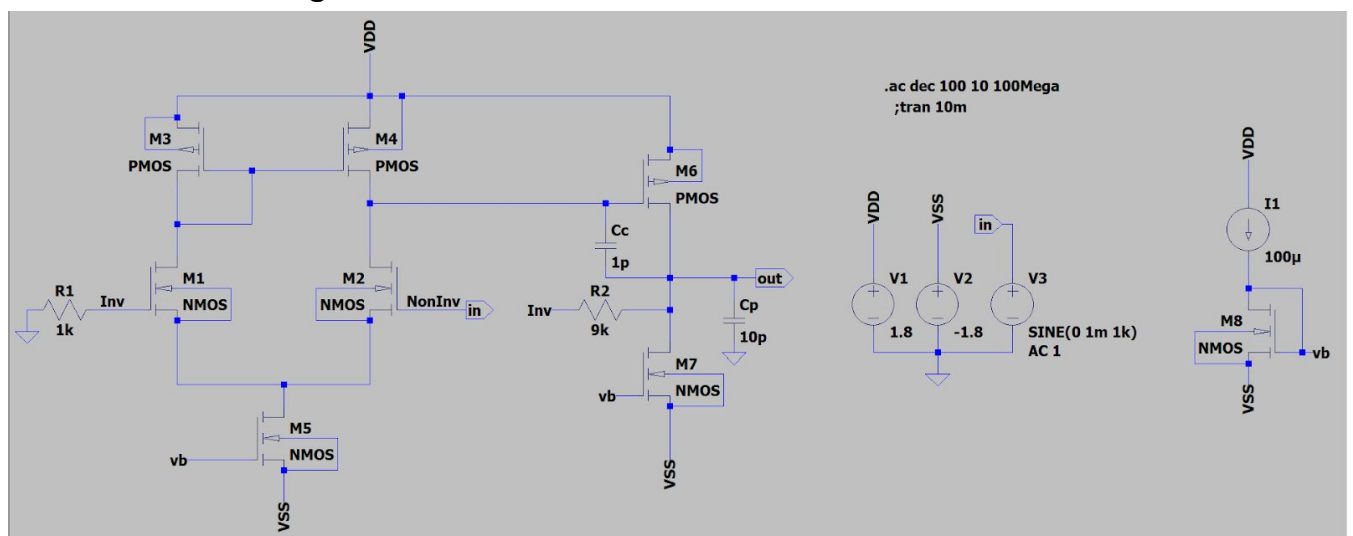 VDD
.ac dec 100 10 100Mega
;tran 10m
M3
PMOS
M4
PMOS
M6
PMOS
Cc
1p
M1
NMOS
M2
NMOS
R1
1k
Inv
NonInv
in
Inv
R2
9k
out
Cp
10p
M7
NMOS
vb
VSS
M5
NMOS
vb
VSS
VDD
VSS
in
V1
1.8
V2
-1.8
V3
SINE(0 1m 1k)
AC 1
VDD
I1
100µ
M8
NMOS
vb
VSS